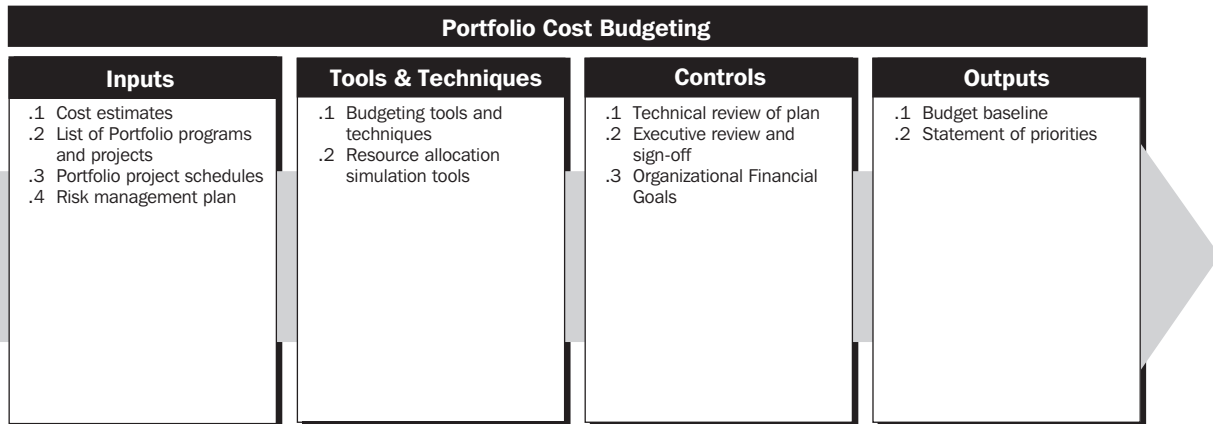 Portfolio Cost Budgeting
Inputs
.1 Cost estimates
.2 List of Portfolio programs
and projects
.3 Portfolio project schedules
.4 Risk management plan
Tools & Techniques
.1 Budgeting tools and
techniques
.2 Resource allocation
simulation tools
Controls
.1 Technical review of plan
.2 Executive review and
sign-off
.3 Organizational Financial
Goals
Outputs
.1 Budget baseline
.2 Statement of priorities